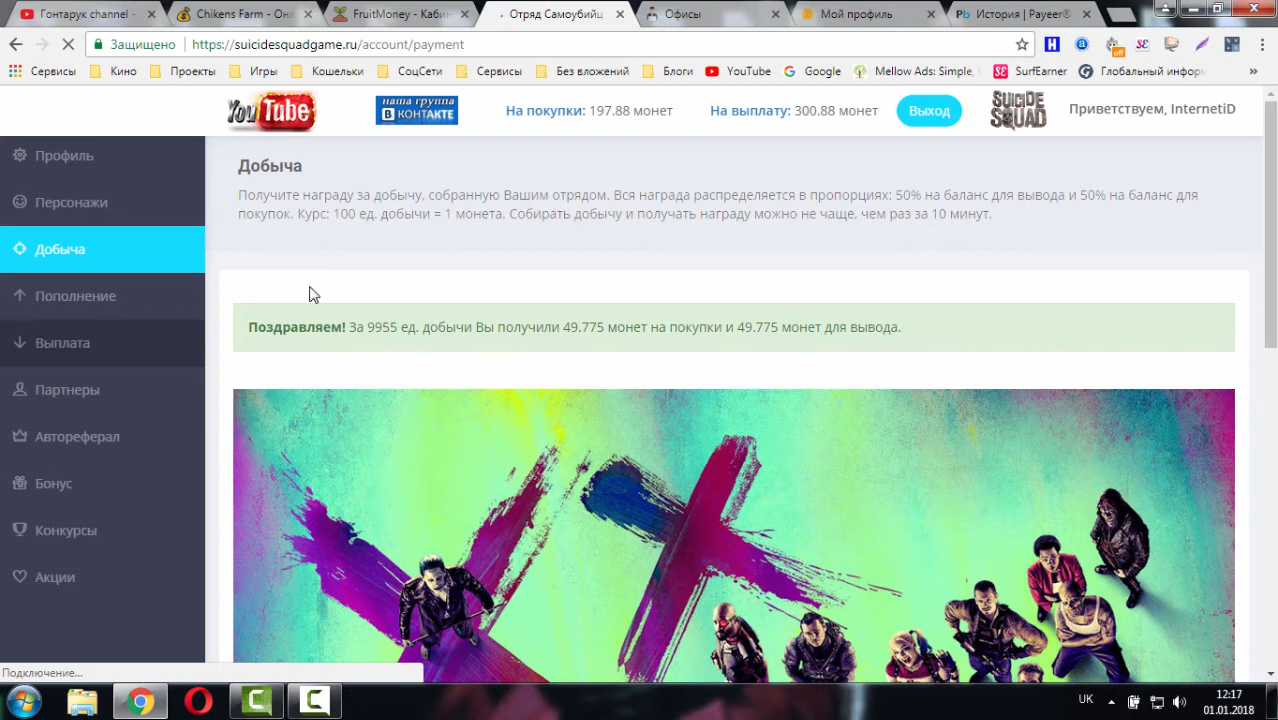 Гонтарук channel -
Chikens Farm - Онл
FruitMoney - Кабин
Отряд Самоубийц
Офисы
Мой профиль
История | Payeer®
Защищено
https://suicidesquadgame.ru/account/payment
Сервисы
Кино
Проекты
Игры
Кошельки
СоцСети
Сервисы
Без вложений
Блоги
YouTube
Google
Mellow Ads: Simple,
SurfEarner
Глобальный инфор
YouTube
наша группа
ВКОНТАКТЕ
На покупки: 197.88 монет
На выплату: 300.88 монет
Выход
SUICIDE
SQUAD
Приветствуем, InternetiD
Профиль
Персонажи
Добыча
Пополнение
Выплата
Партнеры
Автореферал
Бонус
Конкурсы
Акции
Добыча
Получите награду за добычу, собранную Вашим отрядом. Вся награда распределяется в пропорциях: 50% на баланс для вывода и 50% на баланс для
покупок. Курс: 100 ед. добычи = 1 монета. Собирать добычу и получать награду можно не чаще, чем раз за 10 минут.
Поздравляем! За 9955 ед. добычи Вы получили 49.775 монет на покупки и 49.775 монет для вывода.
Подключение...
UK
12:17
01.01.2018